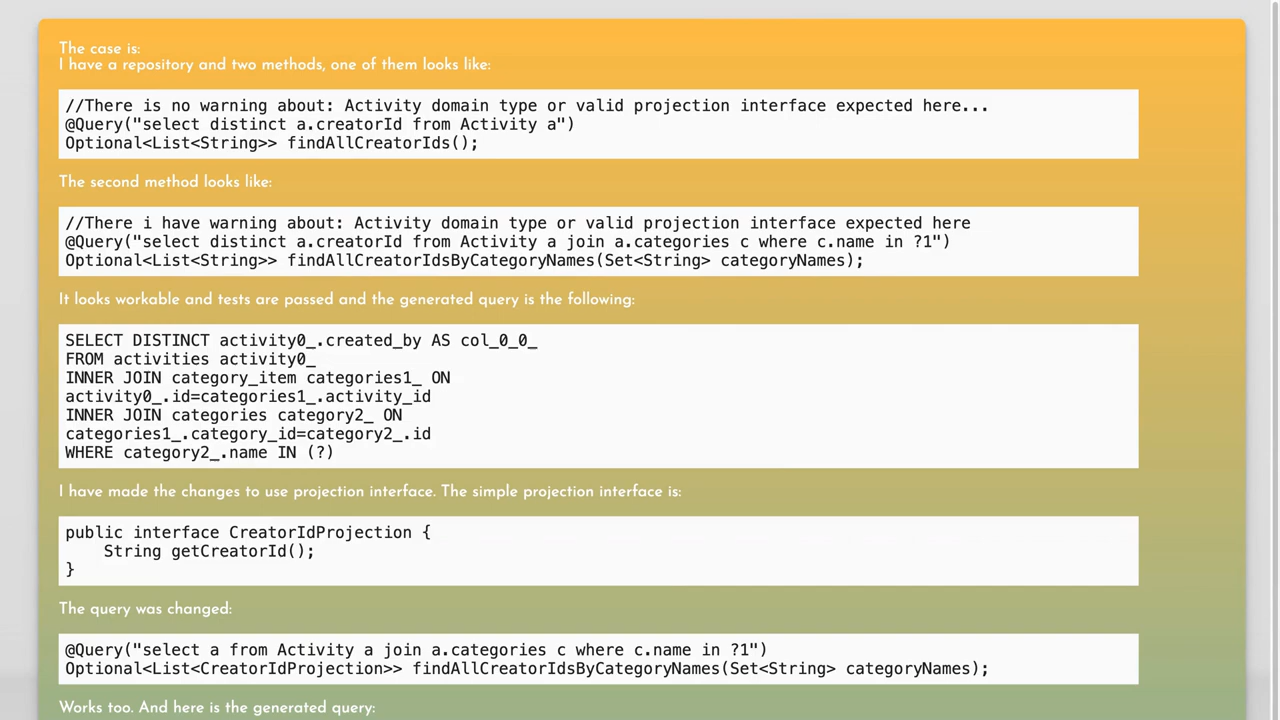 The case is:
I have a repository and two methods, one of them looks like:
//There is no warning about: Activity domain type or valid projection interface expected here...
@Query("select distinct a.creatorId from Activity a")
Optional<List<String>> findAllCreatorIds();
The second method looks like:
//There i have warning about: Activity domain type or valid projection interface expected here
@Query("select distinct a.creatorId from Activity a join a.categories c where c.name in ?1")
Optional<List<String>> findAllCreatorIdsByCategoryNames(Set<String> categoryNames);
It looks workable and tests are passed and the generated query is the following:
SELECT DISTINCT activity0_.created_by AS col_0_0_
FROM activities activity0_
INNER JOIN category_item categories1_ ON
activity0_.id=categories1_.activity_id
INNER JOIN categories category2_ ON
categories1_.category_id=category2_.id
WHERE category2_.name IN (?)
I have made the changes to use projection interface. The simple projection interface is:
public interface CreatorIdProjection {
    String getCreatorId();
}
The query was changed:
@Query("select a from Activity a join a.categories c where c.name in ?1")
Optional<List<CreatorIdProjection>> findAllCreatorIdsByCategoryNames(Set<String> categoryNames);
Works too. And here is the generated query: